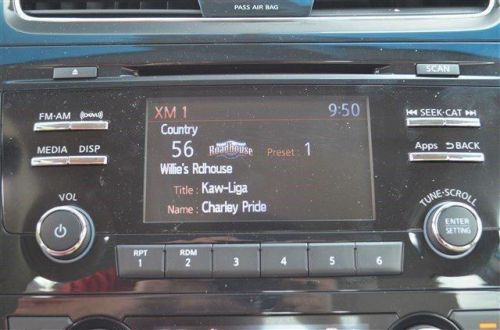 PASS AIR BAG
SCAN
FM·AM
SEEK·CAT
MEDIA DISP
Apps BACK
VOL
TUNE·SCROLL
ENTER
SETTING
XM 1 9:50
Country
56 Roadhouse Preset : 1
Willie's Rdhouse
Title : Kaw-Liga
Name : Charley Pride
RPT RDM
1 2 3 4 5 6